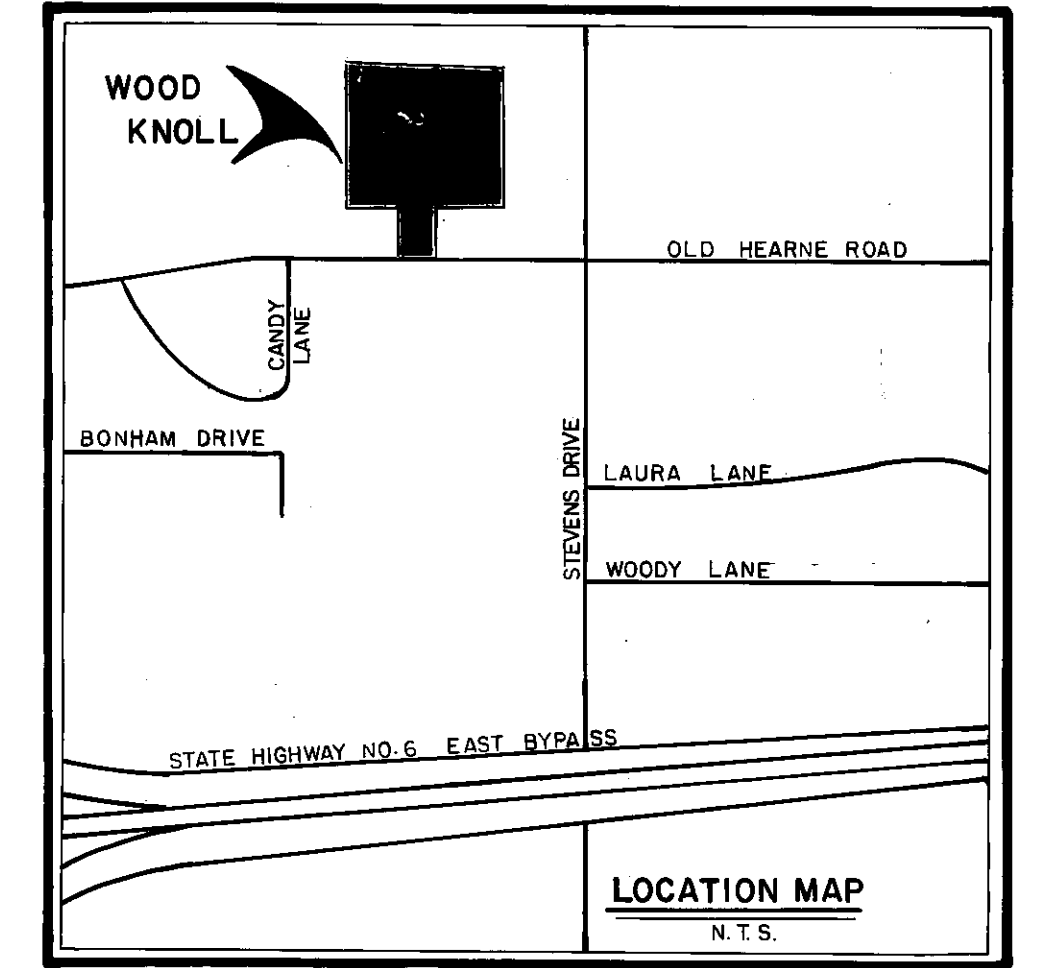 WOOD
KNOLL
OLD HEARNE ROAD
CANDY
LANE
BONHAM DRIVE
STEVENS DRIVE
LAURA LANE
WOODY LANE
STATE HIGHWAY NO. 6 EAST BYPASS
LOCATION MAP
N. T. S.